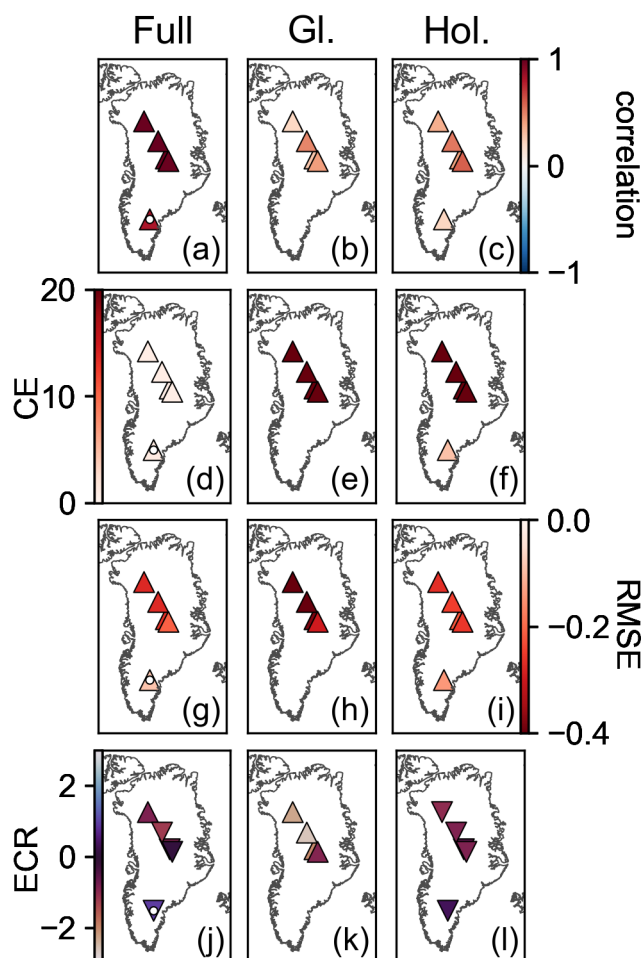 Full Gl. Hol.
1
0
−1
correlation
(a) (b) (c)
20
10
0
CE
(d) (e) (f)
0.0
−0.2
−0.4
RMSE
(g) (h) (i)
2
0
−2
ECR
(j) (k) (l)